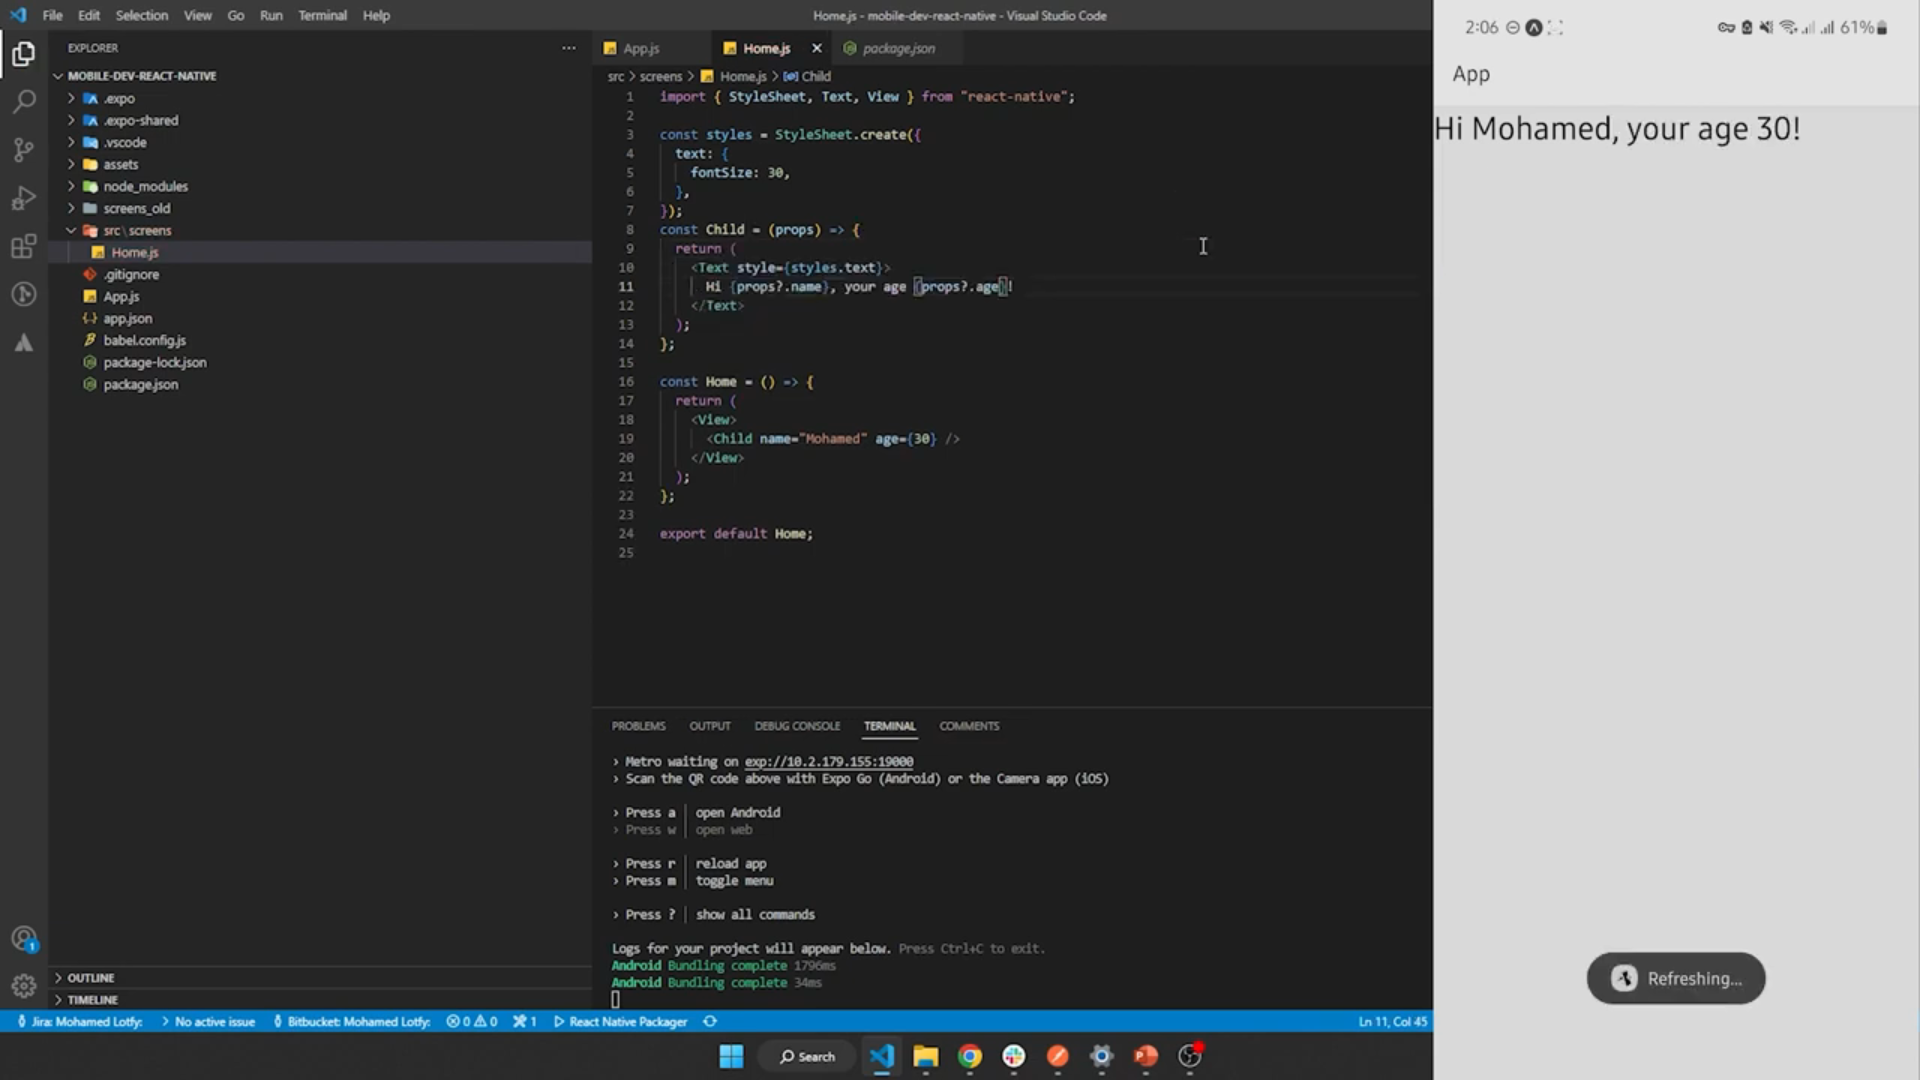 File Edit Selection View Go Run Terminal Help
Home.js - mobile-dev-react-native - Visual Studio Code
EXPLORER
MOBILE-DEV-REACT-NATIVE
.expo
.expo-shared
.vscode
assets
node_modules
screens_old
src\screens
Home.js
.gitignore
App.js
app.json
babel.config.js
package-lock.json
package.json
OUTLINE
TIMELINE
App.js Home.js package.json
src > screens > Home.js > Child
1 import { StyleSheet, Text, View } from "react-native";
2
3 const styles = StyleSheet.create({
4 text: {
5 fontSize: 30,
6 },
7 });
8 const Child = (props) => {
9 return (
10 <Text style={styles.text}>
11 Hi {props?.name}, your age {props?.age}!
12 </Text>
13 );
14 };
15
16 const Home = () => {
17 return (
18 <View>
19 <Child name="Mohamed" age={30} />
20 </View>
21 );
22 };
23
24 export default Home;
25
PROBLEMS OUTPUT DEBUG CONSOLE TERMINAL COMMENTS
› Metro waiting on exp://10.2.179.155:19000
› Scan the QR code above with Expo Go (Android) or the Camera app (iOS)
› Press a │ open Android
› Press w │ open web
› Press r │ reload app
› Press m │ toggle menu
› Press ? │ show all commands
Logs for your project will appear below. Press Ctrl+C to exit.
Android Bundling complete 1796ms
Android Bundling complete 34ms
Jira: Mohamed Lotfy: No active issue Bitbucket: Mohamed Lotfy: 0 0 1 React Native Packager Ln 11, Col 45
Search
2:06 61%
App
Hi Mohamed, your age 30!
Refreshing...